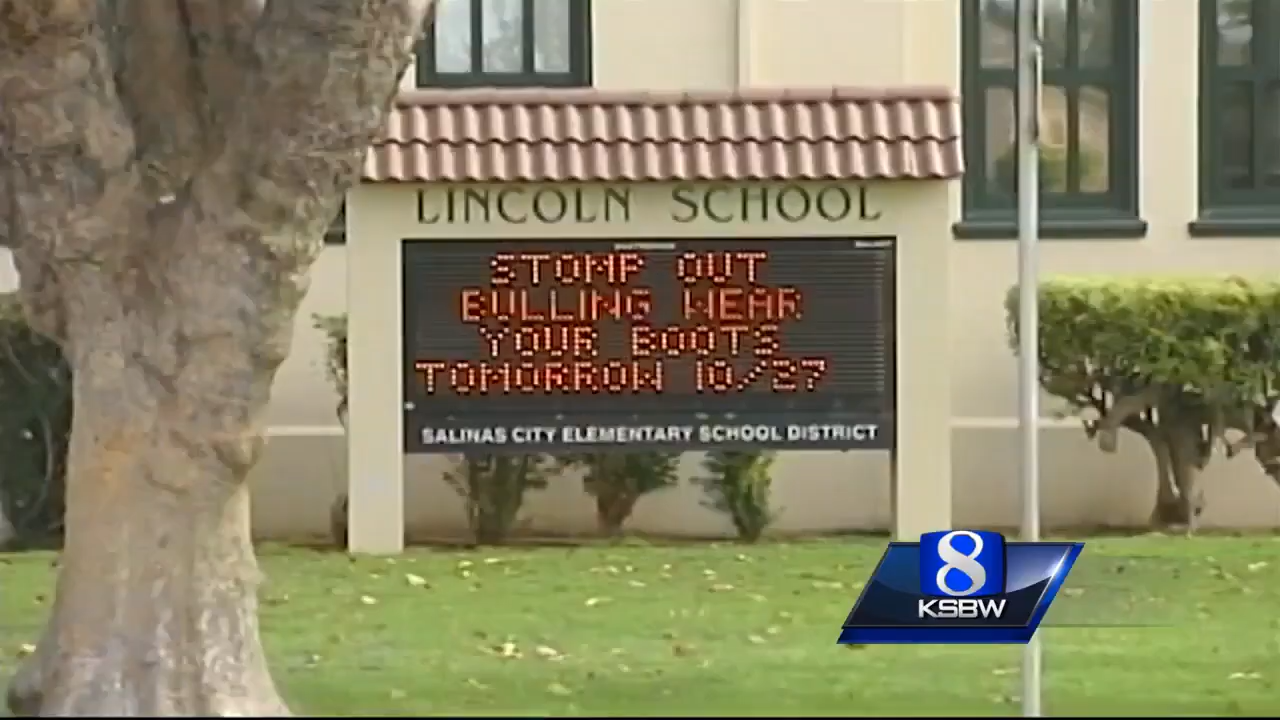 LINCOLN SCHOOL
STOMP OUT
BULLING WEAR
YOUR BOOTS
TOMORROW 10/27
SALINAS CITY ELEMENTARY SCHOOL DISTRICT
8
KSBW